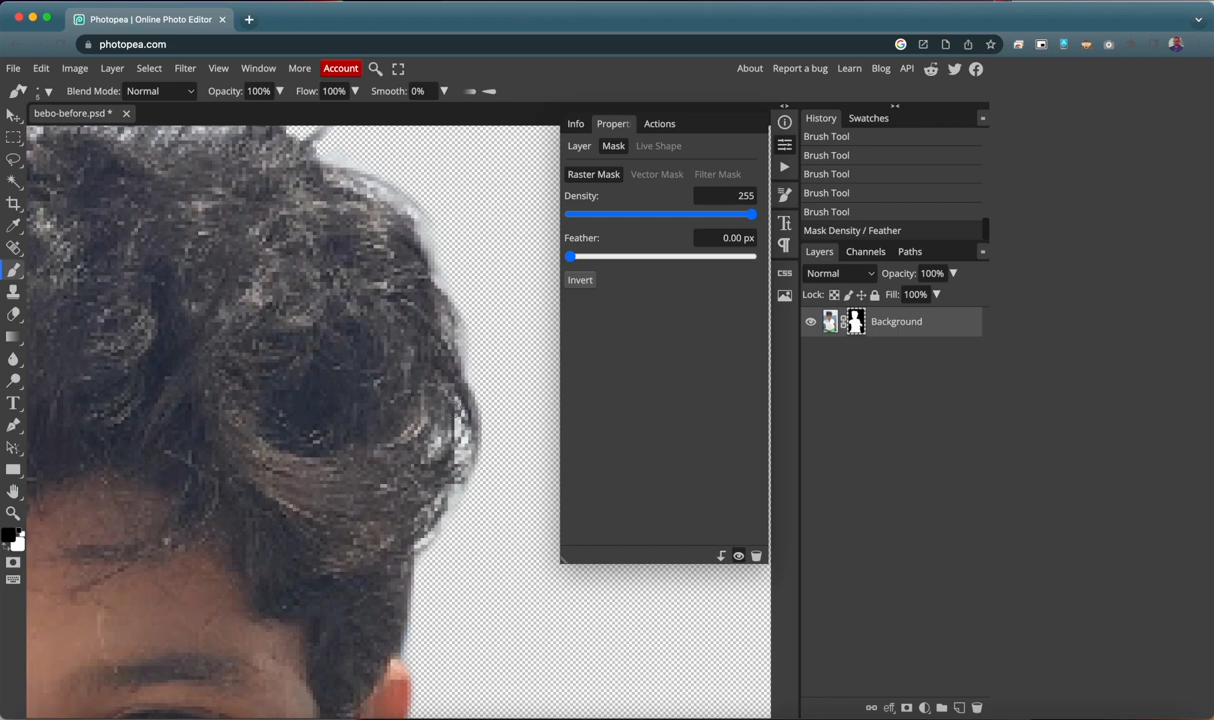 Photopea | Online Photo Editor
photopea.com
File Edit Image Layer Select Filter View Window More Account About Report a bug Learn Blog API
5 Blend Mode: Normal Opacity: 100% Flow: 100% Smooth: 0%
bebo-before.psd *
Info Propert Actions
Layer Mask Live Shape
Raster Mask Vector Mask Filter Mask
Density: 255
Feather: 0.00 px
Invert
CSS
History Swatches
Brush Tool
Brush Tool
Brush Tool
Brush Tool
Brush Tool
Mask Density / Feather
Layers Channels Paths
Normal Opacity: 100%
Lock: Fill: 100%
Background
eff